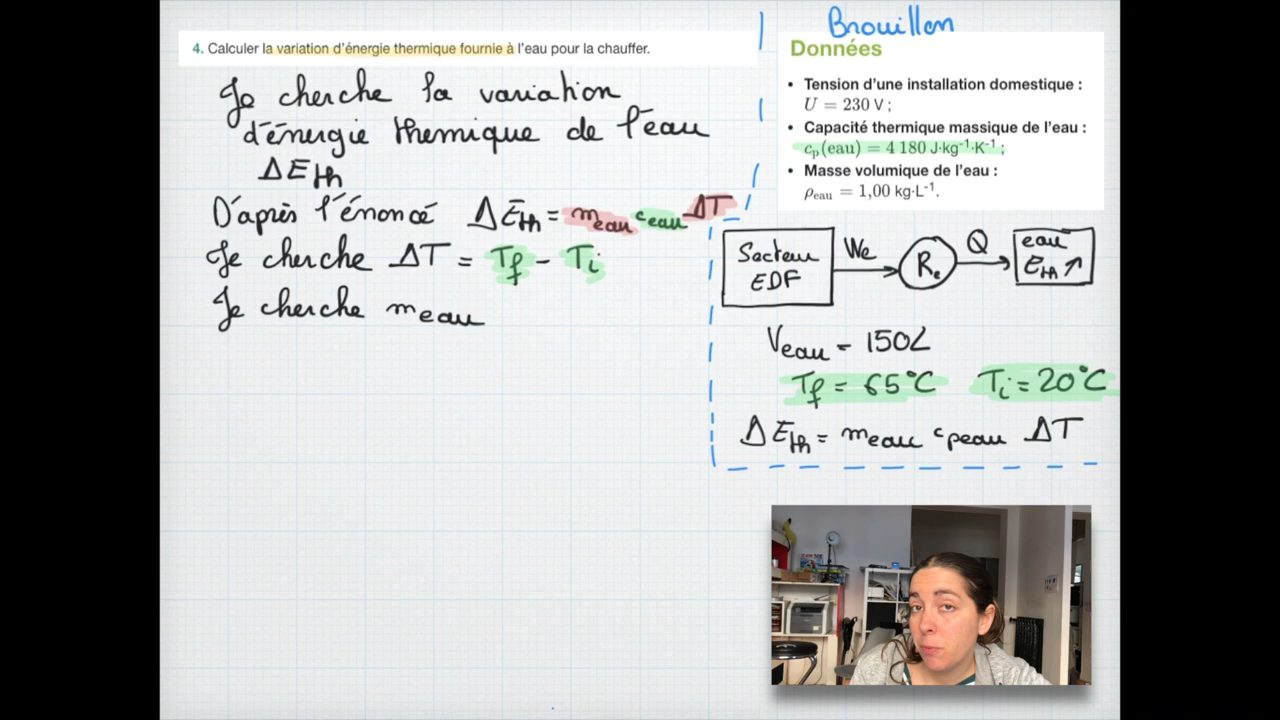 4. Calculer la variation d'énergie thermique fournie à l'eau pour la chauffer.
Je cherche la variation
d'énergie themique de l'eau
ΔEth
D'après l'énoncé ΔEth = meau ceau ΔT
Je cherche ΔT = Tf - Ti
Je cherche meau
Brouillon
Données
• Tension d'une installation domestique :
U = 230 V ;
• Capacité thermique massique de l'eau :
cp(eau) = 4 180 J·kg⁻¹·K⁻¹ ;
• Masse volumique de l'eau :
ρeau = 1,00 kg·L⁻¹.
Secteur EDF We Re Q eau Eth ↗
Veau = 150L
Tf = 65°C Ti = 20°C
ΔEth = meau cpeau ΔT